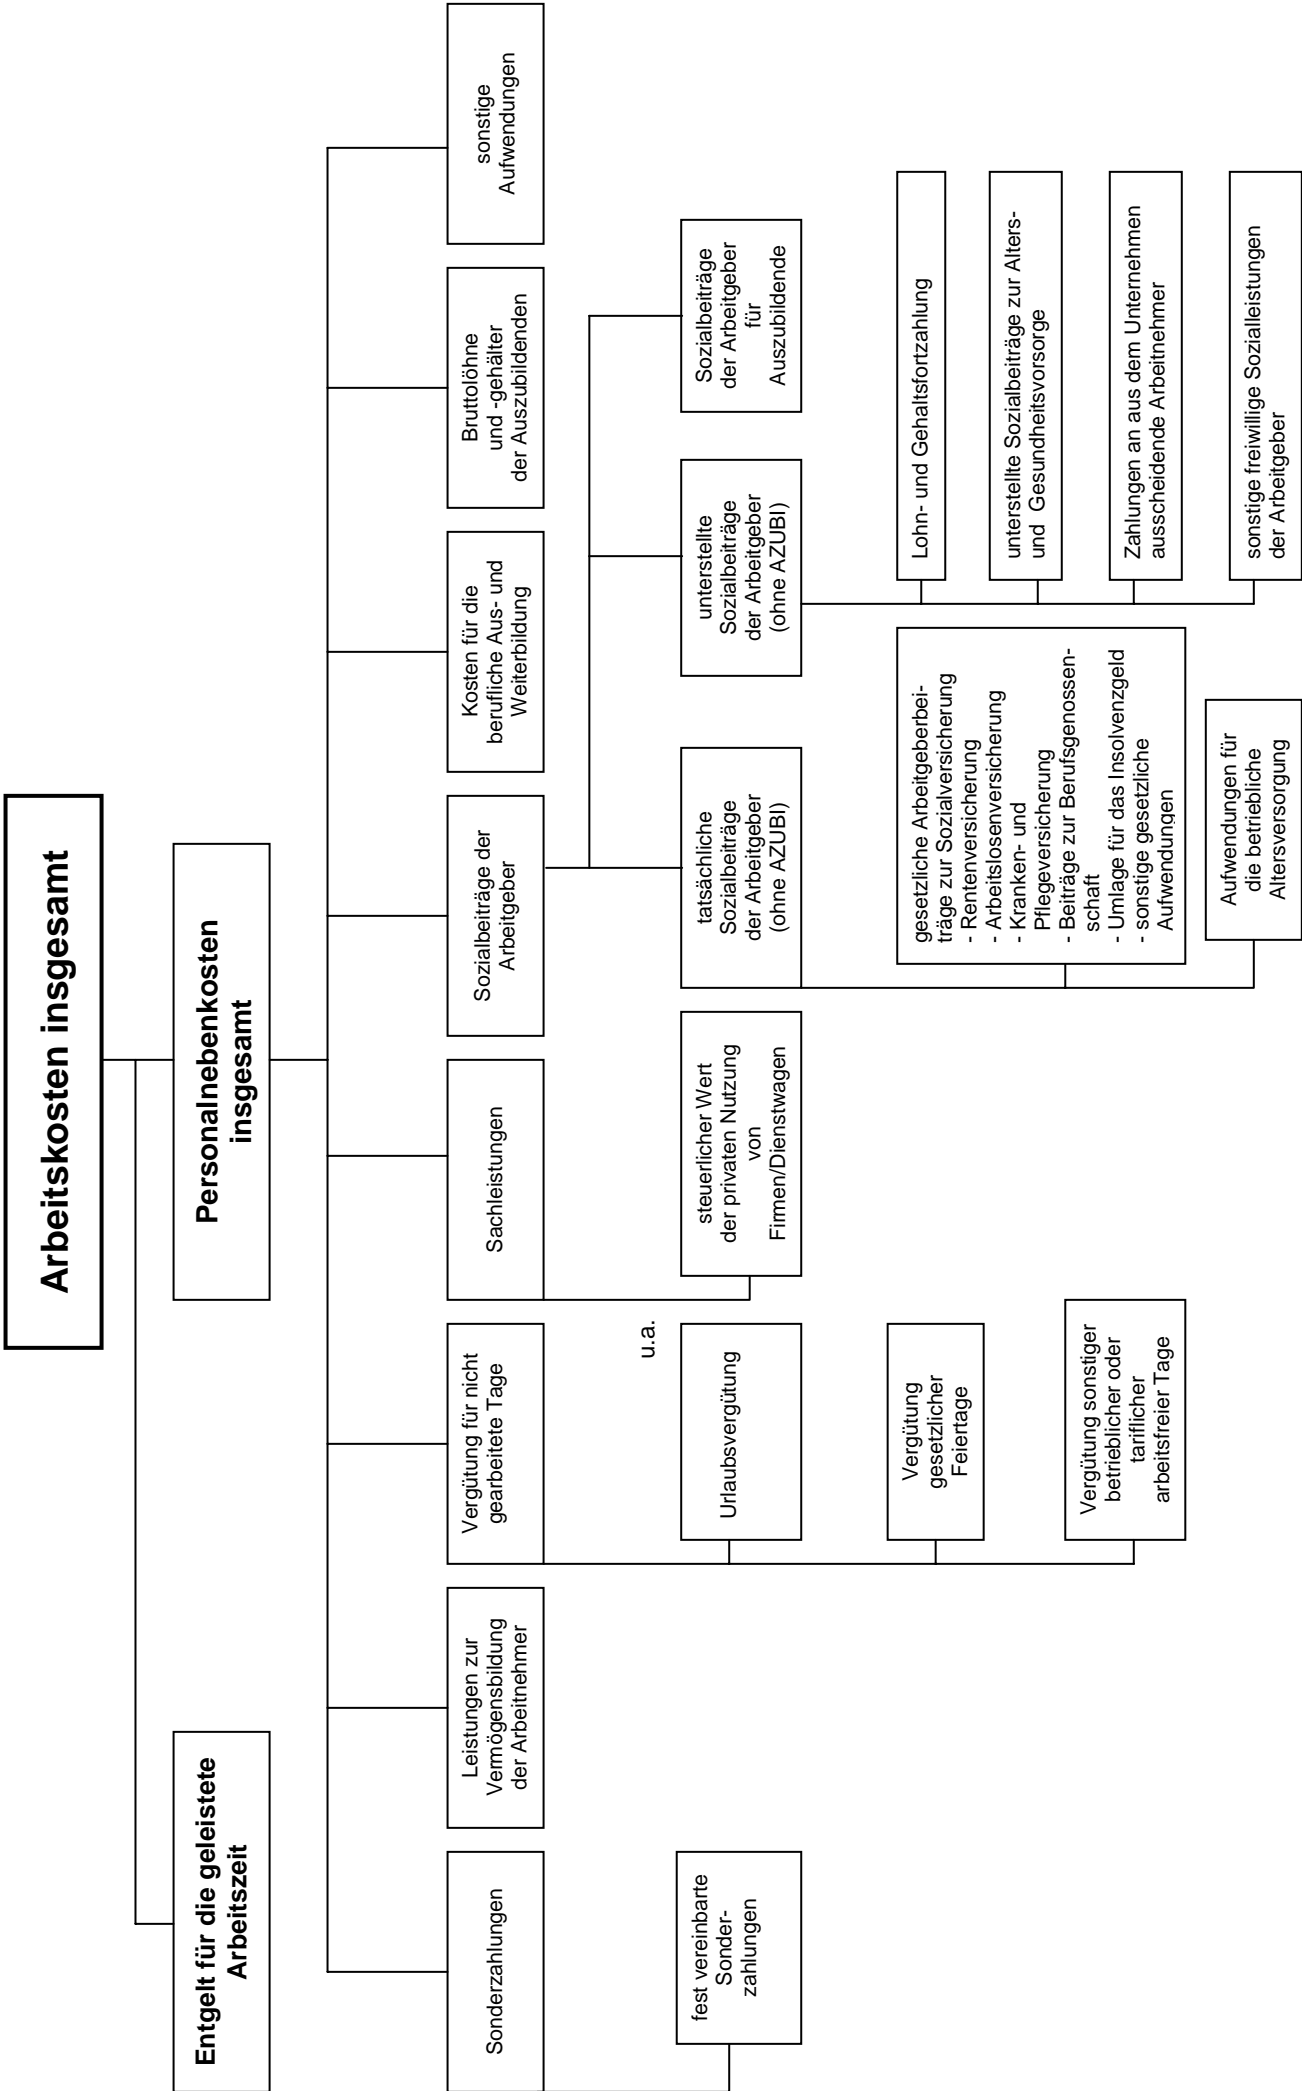 Arbeitskosten insgesamt
Entgelt für die geleistete
Arbeitszeit
Personalnebenkosten
insgesamt
Sonderzahlungen
Leistungen zur
Vermögensbildung
der Arbeitnehmer
Vergütung für nicht
gearbeitete Tage
Sachleistungen
Sozialbeiträge der
Arbeitgeber
Kosten für die
berufliche Aus- und
Weiterbildung
Bruttolöhne
und -gehälter
der Auszubildenden
sonstige
Aufwendungen
fest vereinbarte
Sonder-
zahlungen
Urlaubsvergütung
u.a.
steuerlicher Wert
der privaten Nutzung
von
Firmen/Dienstwagen
tatsächliche
Sozialbeiträge
der Arbeitgeber
(ohne AZUBI)
unterstellte
Sozialbeiträge
der Arbeitgeber
(ohne AZUBI)
Sozialbeiträge
der Arbeitgeber
für
Auszubildende
Vergütung
gesetzlicher
Feiertage
Vergütung sonstiger
betrieblicher oder
tariflicher
arbeitsfreier Tage
gesetzliche Arbeitgeberbei-
träge zur Sozialversicherung
- Rentenversicherung
- Arbeitslosenversicherung
- Kranken- und
Pflegeversicherung
- Beiträge zur Berufsgenossen-
schaft
- Umlage für das Insolvenzgeld
- sonstige gesetzliche
Aufwendungen
Aufwendungen für
die betriebliche
Altersversorgung
Lohn- und Gehaltsfortzahlung
unterstellte Sozialbeiträge zur Alters-
und Gesundheitsvorsorge
Zahlungen an aus dem Unternehmen
ausscheidende Arbeitnehmer
sonstige freiwillige Sozialleistungen
der Arbeitgeber